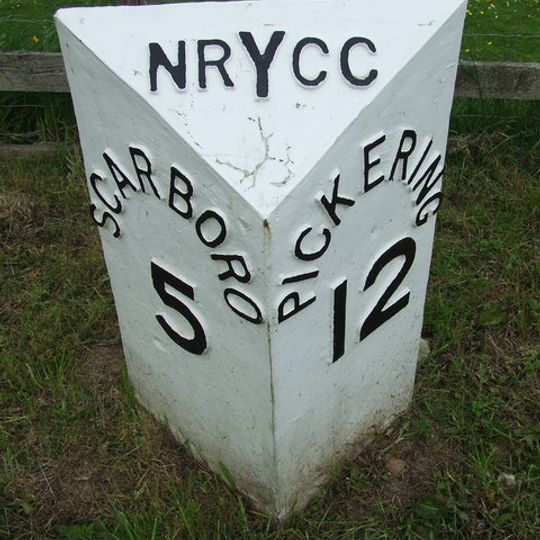 NRYCC
SCARBORO
5
PICKERING
12